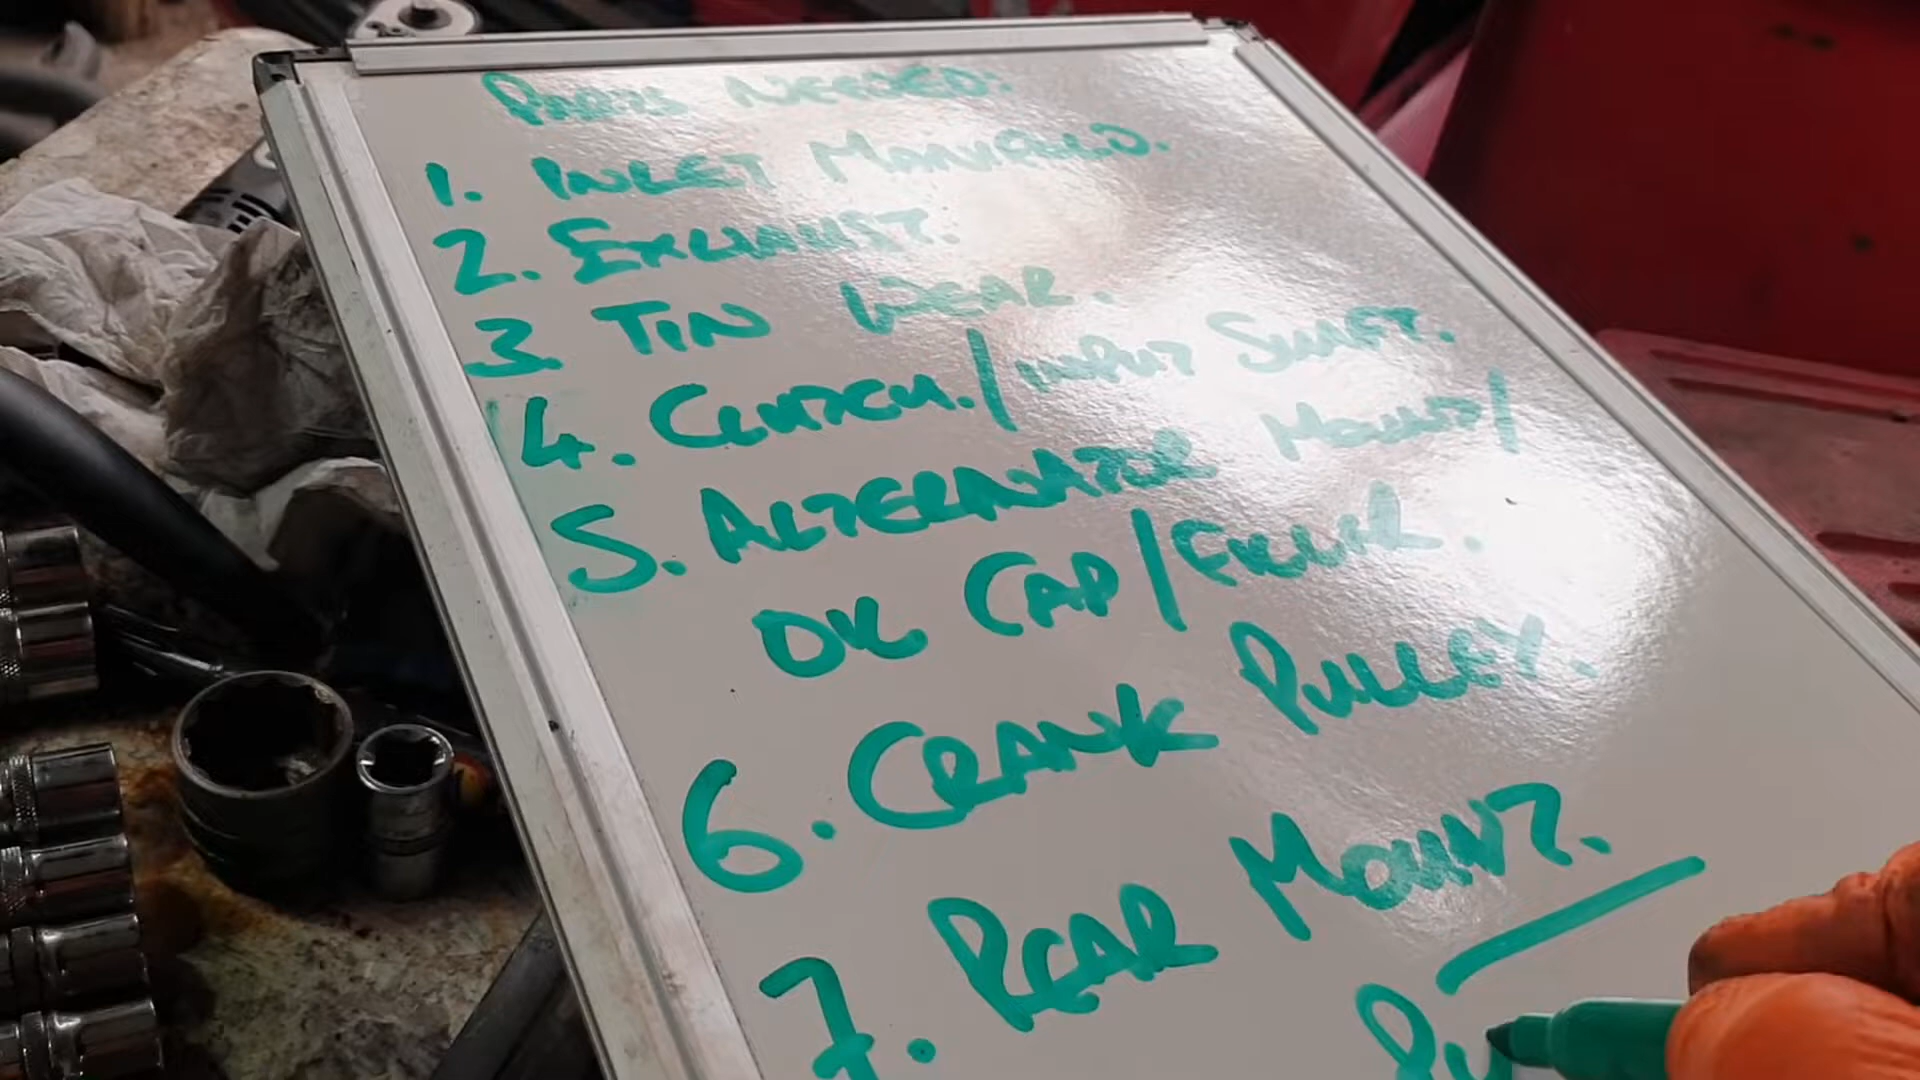 PARTS NEEDED:
1. INLET MANIFOLD.
2. EXHAUST.
3. TIN WEAR.
4. CLUTCH./INPUT SHAFT.
5. ALTERNATOR MOUNT/
OIL CAP/FILLER.
6. CRANK PULLEY.
7. REAR MOUNT.